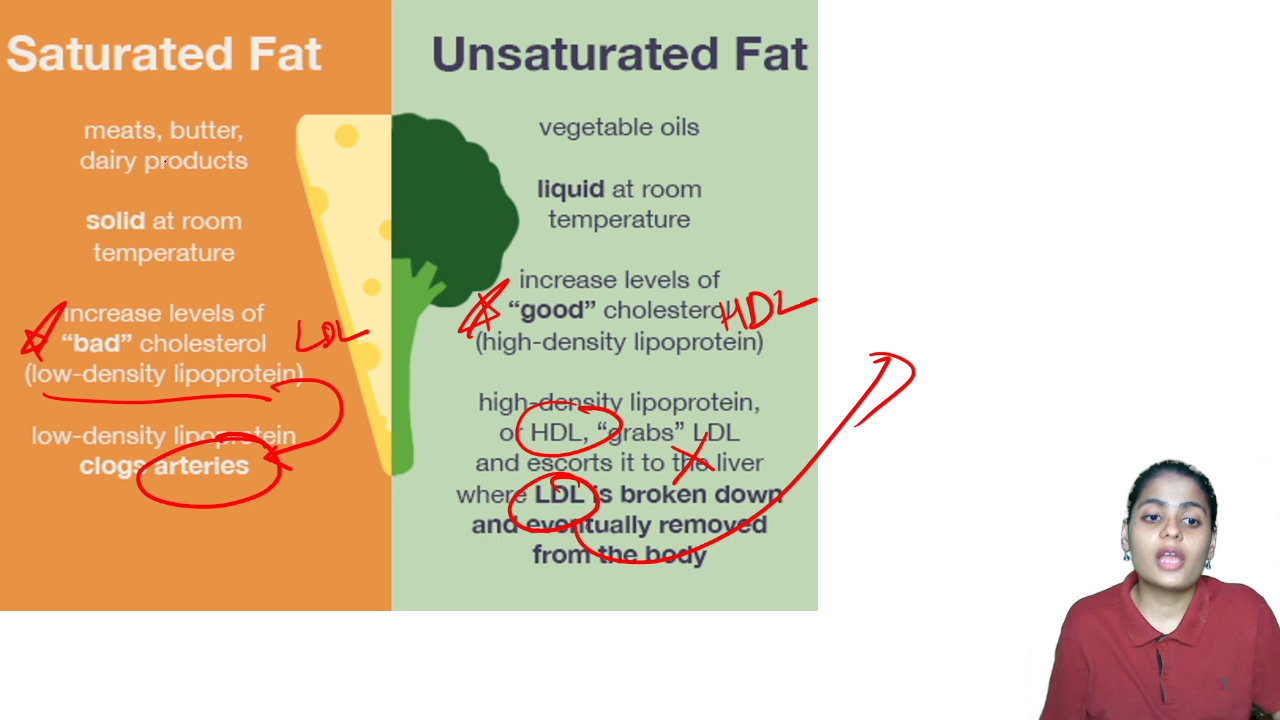 Saturated Fat
meats, butter,
dairy products
solid at room
temperature
increase levels of
“bad” cholesterol
(low-density lipoprotein)
LDL
low-density lipoprotein
clogs arteries
Unsaturated Fat
vegetable oils
liquid at room
temperature
increase levels of
“good” cholesterol
(high-density lipoprotein)
HDL
high-density lipoprotein,
or HDL, “grabs” LDL
and escorts it to the liver
where LDL is broken down
and eventually removed
from the body